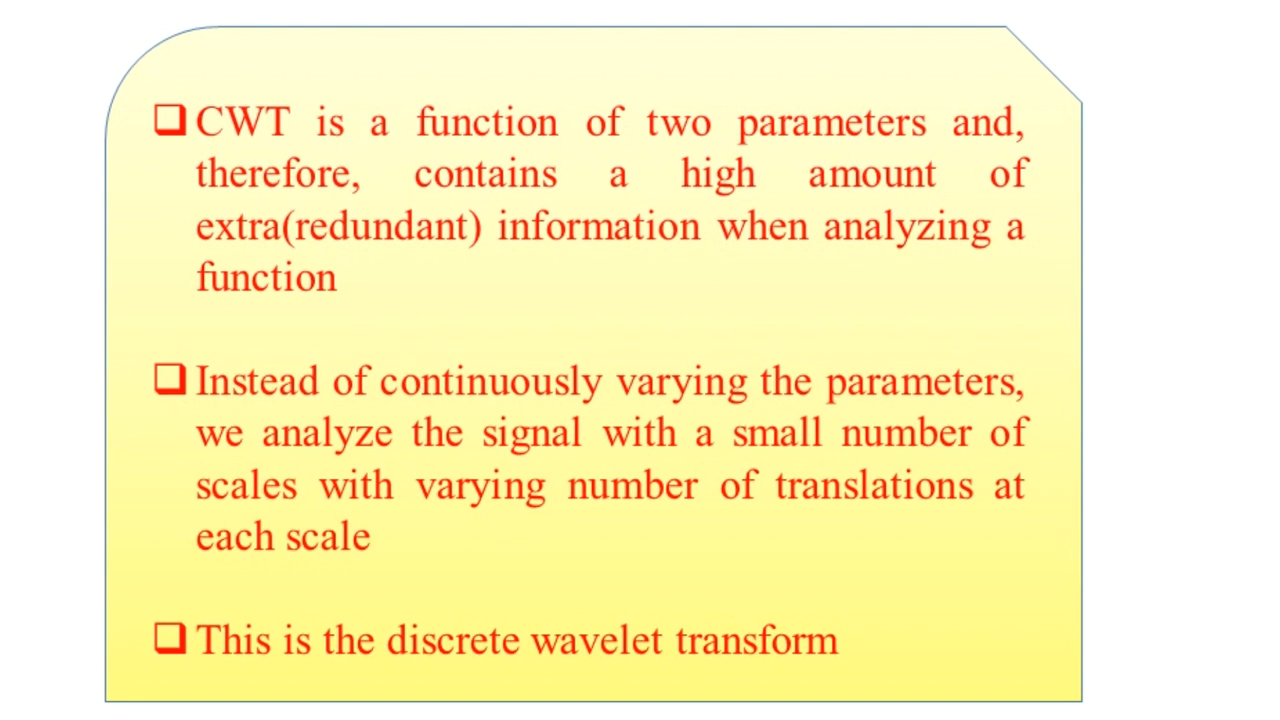 ❑ CWT is a function of two parameters and,
therefore, contains a high amount of
extra(redundant) information when analyzing a
function
❑ Instead of continuously varying the parameters,
we analyze the signal with a small number of
scales with varying number of translations at
each scale
❑ This is the discrete wavelet transform